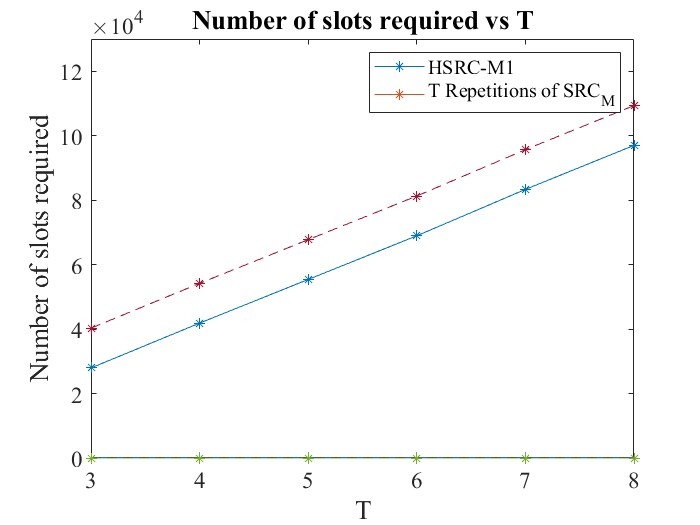 Number of slots required vs T
×10^4
HSRC-M1
T Repetitions of SRC_M
Number of slots required
12
10
8
6
4
2
0
3 4 5 6 7 8
T